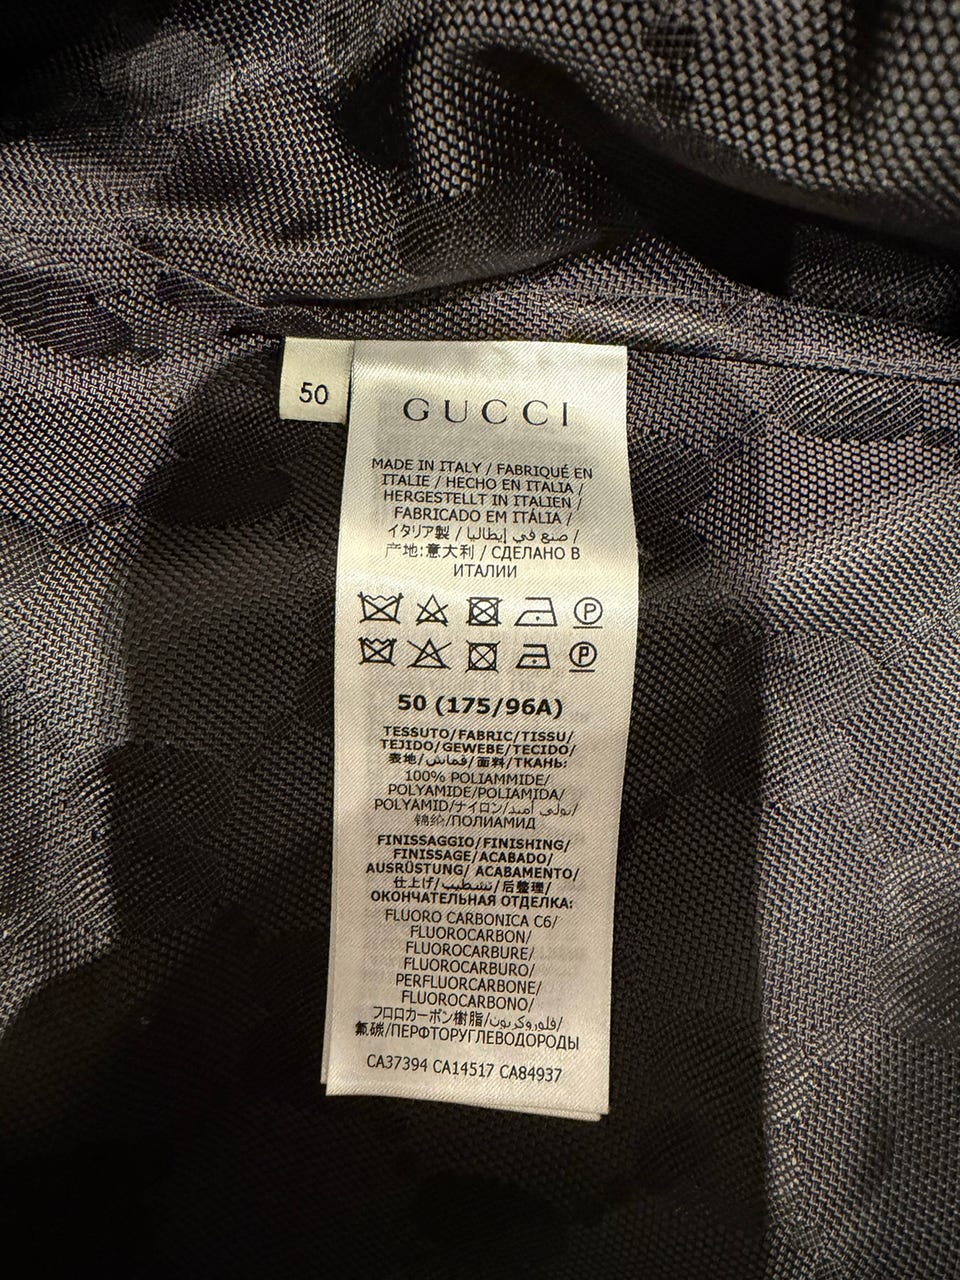 50
GUCCI
MADE IN ITALY / FABRIQUÉ EN
ITALIE / HECHO EN ITALIA /
HERGESTELLT IN ITALIEN /
FABRICADO EM ITÁLIA /
イタリア製 / صنع في إيطاليا /
产地:意大利 / СДЕЛАНО В
ИТАЛИИ
P
P
50 (175/96A)
TESSUTO/FABRIC/TISSU/
TEJIDO/GEWEBE/TECIDO/
表地/قماش/面料/ТКАНЬ:
100% POLIAMMIDE/
POLYAMIDE/POLIAMIDA/
POLYAMID/ナイロン/بولي أميد/
锦纶/ПОЛИАМИД
FINISSAGGIO/FINISHING/
FINISSAGE/ACABADO/
AUSRÜSTUNG/ ACABAMENTO/
仕上げ/تشطيب/后整理/
ОКОНЧАТЕЛЬНАЯ ОТДЕЛКА:
FLUORO CARBONICA C6/
FLUOROCARBON/
FLUOROCARBURE/
FLUOROCARBURO/
PERFLUORCARBONE/
FLUOROCARBONO/
フロロカーボン樹脂/فلوروكربون/
氟碳/ПЕРФТОРУГЛЕВОДОРОДЫ
CA37394 CA14517 CA84937